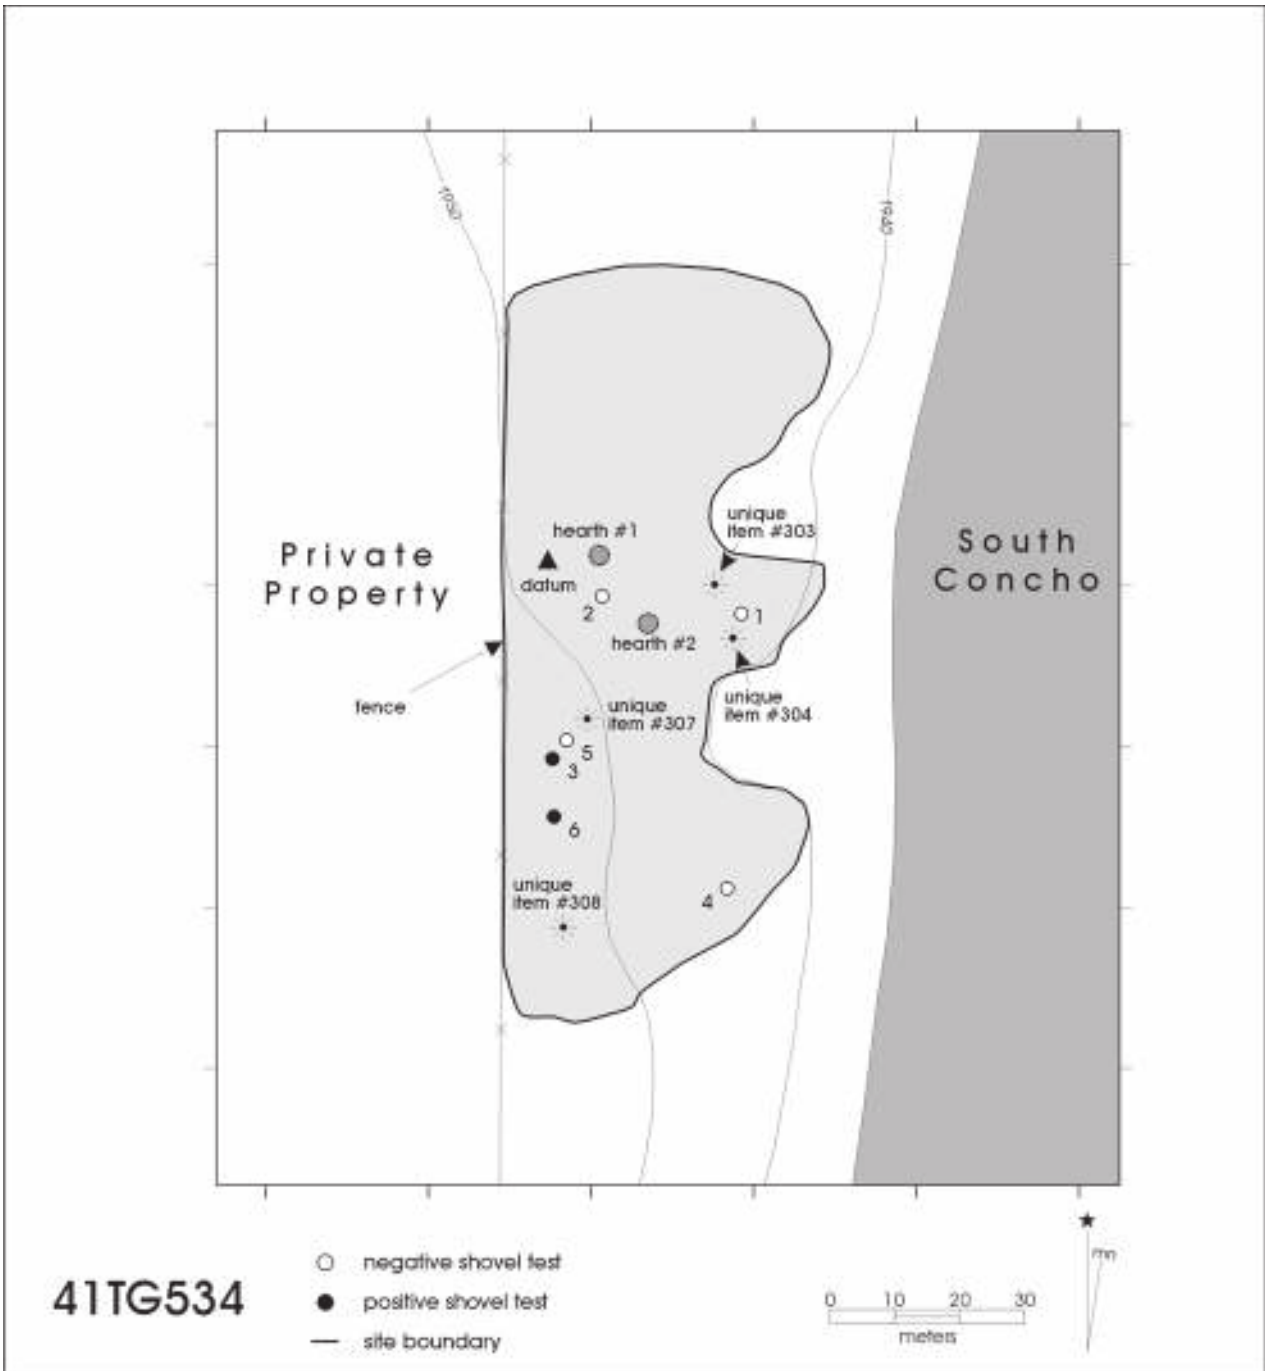 1950
1940
unique
item #303
hearth #1
Private
Property
South
Concho
datum
2
1
hearth #2
unique
item #304
fence
unique
item #307
5
3
6
unique
item #308
4
41TG534
negative shovel test
positive shovel test
site boundary
0 10 20 30
meters
mn